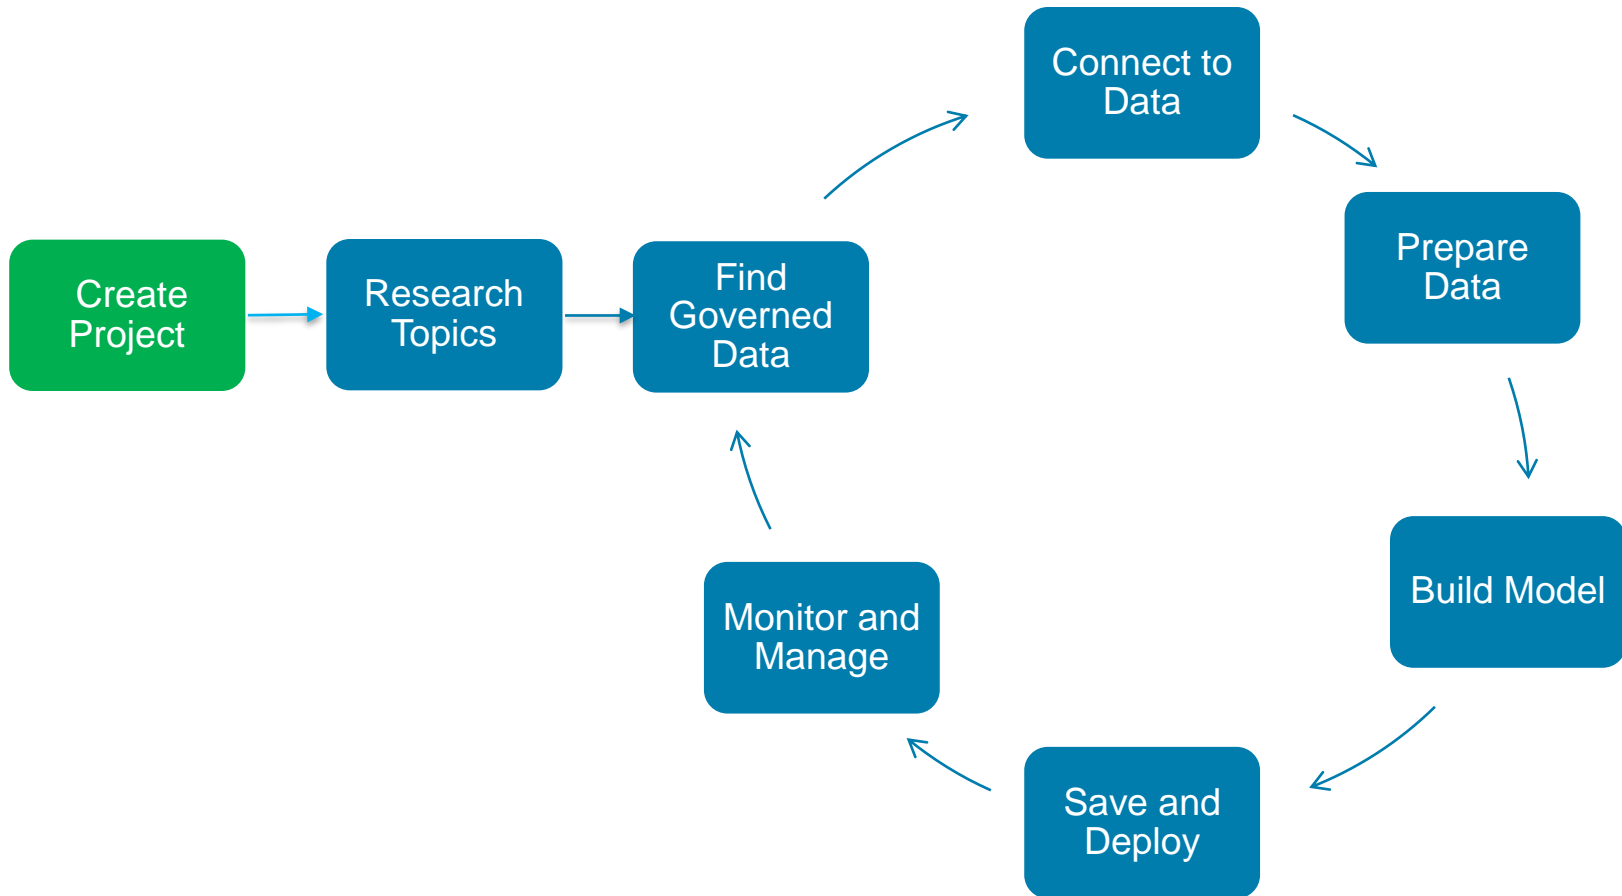 Create
Project
Research
Topics
Find
Governed
Data
Connect to
Data
Prepare
Data
Build Model
Save and
Deploy
Monitor and
Manage